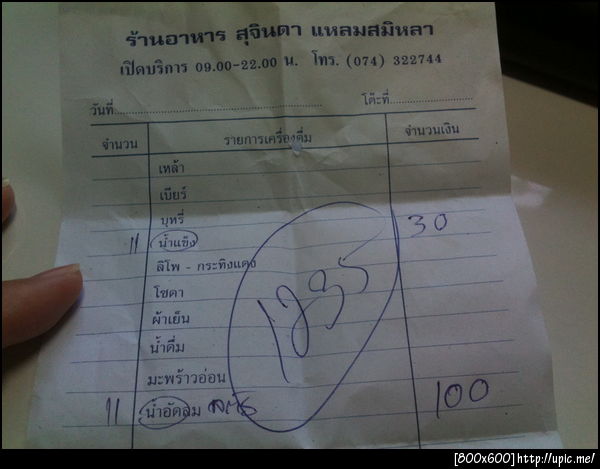 ร้านอาหาร สุจินดา แหลมสมิหลา
เปิดบริการ 09.00-22.00 น. โทร. (074) 322744
วันที่ โต๊ะที่
จำนวน รายการเครื่องดื่ม จำนวนเงิน
เหล้า
เบียร์
บุหรี่
11 น้ำแข็ง 30
ลิโพ - กระทิงแดง
โซดา
ผ้าเย็น
น้ำดื่ม
มะพร้าวอ่อน
11 น้ำอัดลม 100
[800x600]http://upic.me/